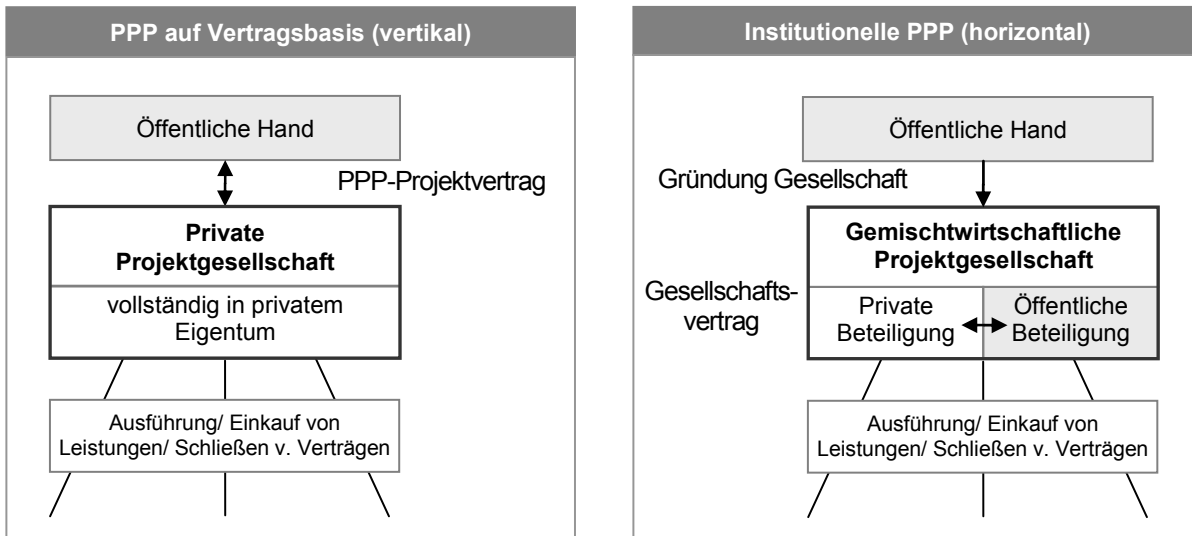 PPP auf Vertragsbasis (vertikal)
Öffentliche Hand
PPP-Projektvertrag
Private
Projektgesellschaft
vollständig in privatem
Eigentum
Ausführung/ Einkauf von
Leistungen/ Schließen v. Verträgen
Institutionelle PPP (horizontal)
Öffentliche Hand
Gründung Gesellschaft
Gemischtwirtschaftliche
Projektgesellschaft
Gesellschafts-
vertrag
Private
Beteiligung
Öffentliche
Beteiligung
Ausführung/ Einkauf von
Leistungen/ Schließen v. Verträgen